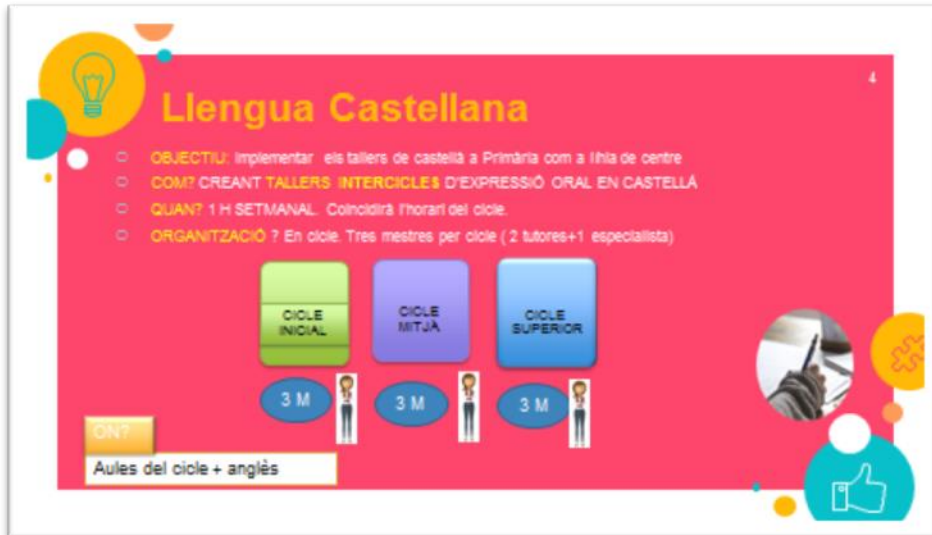 4
Llengua Castellana
OBJECTIU: Implementar els tallers de castellà a Primària com a línia de centre
COM? CREANT TALLERS INTERCICLES D'EXPRESSIÓ ORAL EN CASTELLÀ
QUAN? 1 H SETMANAL. Coincidirà l'horari del cicle.
ORGANITZACIÓ ? En cicle. Tres mestres per cicle ( 2 tutores+1 especialista)
CICLE
INICIAL
CICLE
MITJÀ
CICLE
SUPERIOR
3 M
3 M
3 M
ON?
Aules del cicle + anglès